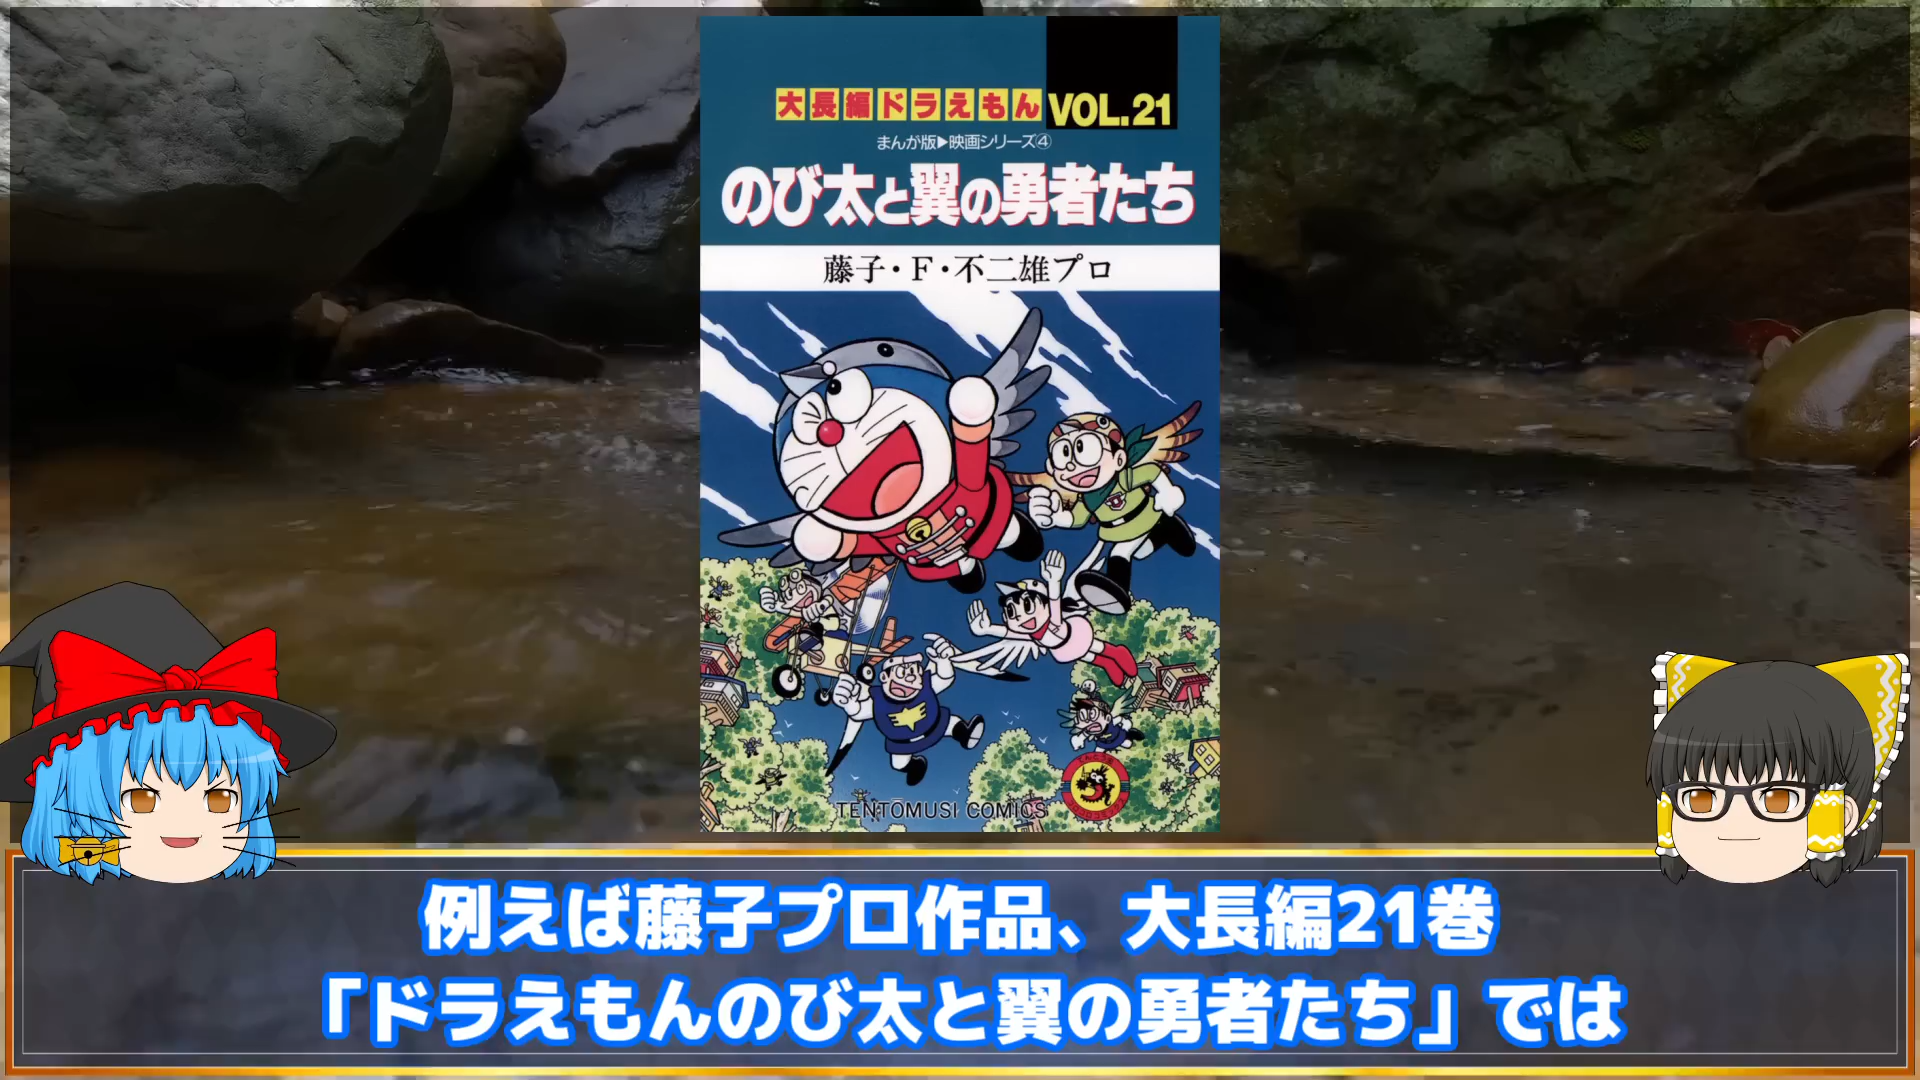 大長編ドラえもん VOL.21
まんが版▶映画シリーズ④
のび太と翼の勇者たち
藤子・F・不二雄プロ
TENTOMUSI COMICS
例えば藤子プロ作品、大長編21巻
「ドラえもんのび太と翼の勇者たち」では